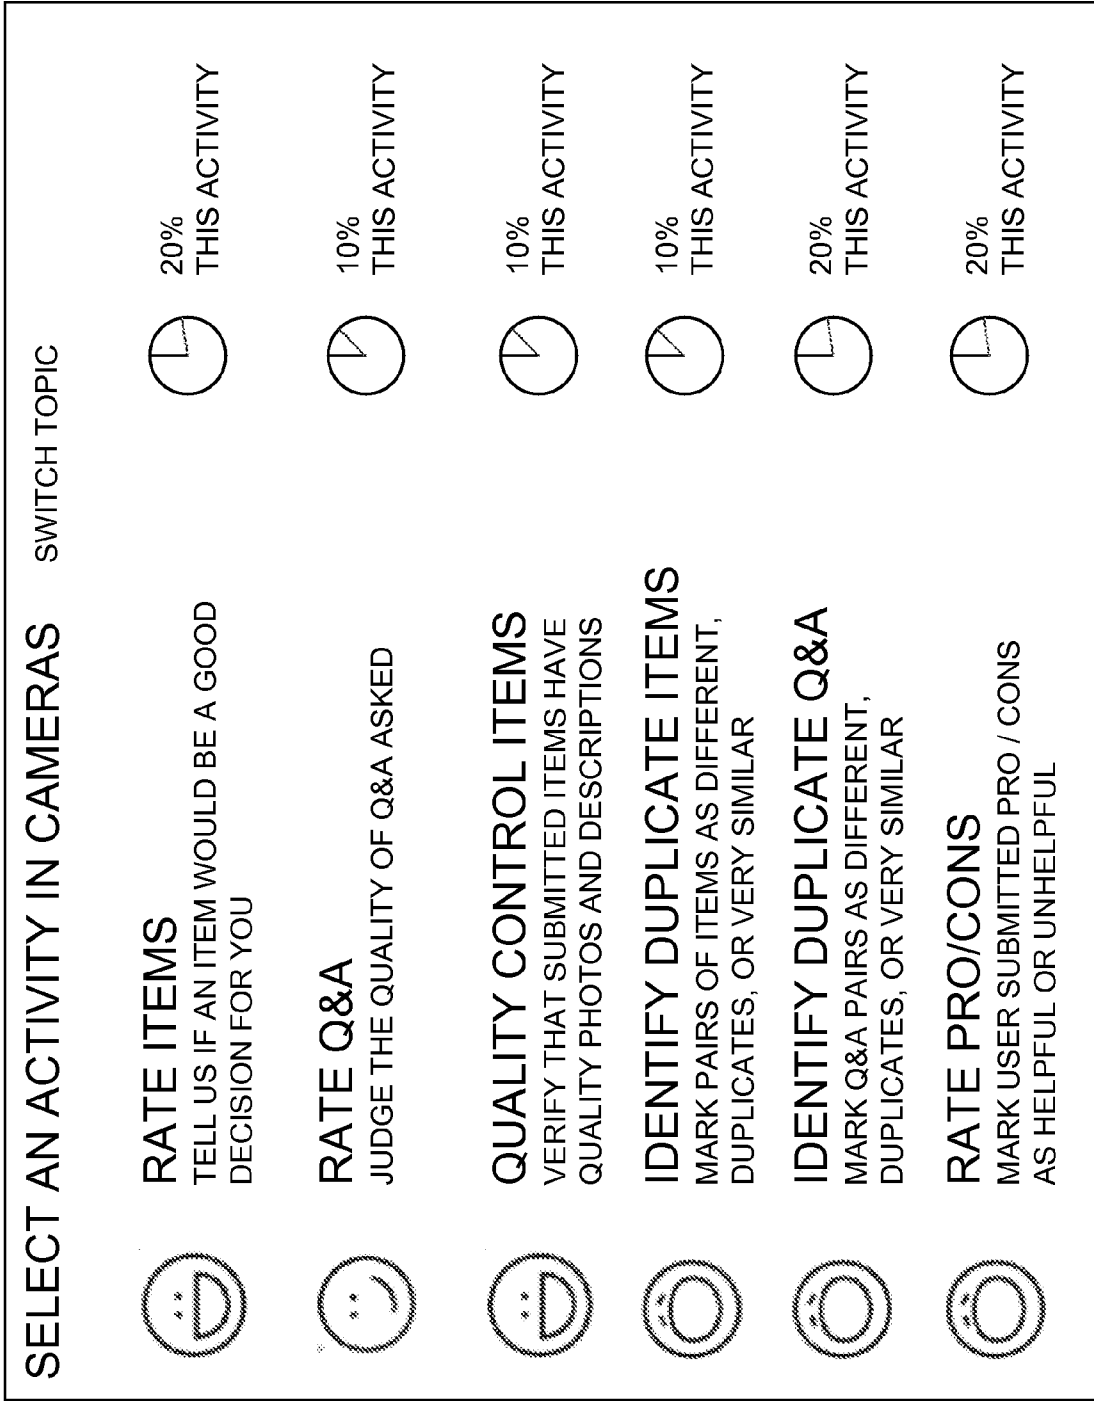 SELECT AN ACTIVITY IN CAMERAS
SWITCH TOPIC
RATE ITEMS
TELL US IF AN ITEM WOULD BE A GOOD
DECISION FOR YOU
20%
THIS ACTIVITY
RATE Q&A
JUDGE THE QUALITY OF Q&A ASKED
10%
THIS ACTIVITY
QUALITY CONTROL ITEMS
VERIFY THAT SUBMITTED ITEMS HAVE
QUALITY PHOTOS AND DESCRIPTIONS
10%
THIS ACTIVITY
IDENTIFY DUPLICATE ITEMS
MARK PAIRS OF ITEMS AS DIFFERENT,
DUPLICATES, OR VERY SIMILAR
10%
THIS ACTIVITY
IDENTIFY DUPLICATE Q&A
MARK Q&A PAIRS AS DIFFERENT,
DUPLICATES, OR VERY SIMILAR
20%
THIS ACTIVITY
RATE PRO/CONS
MARK USER SUBMITTED PRO / CONS
AS HELPFUL OR UNHELPFUL
20%
THIS ACTIVITY